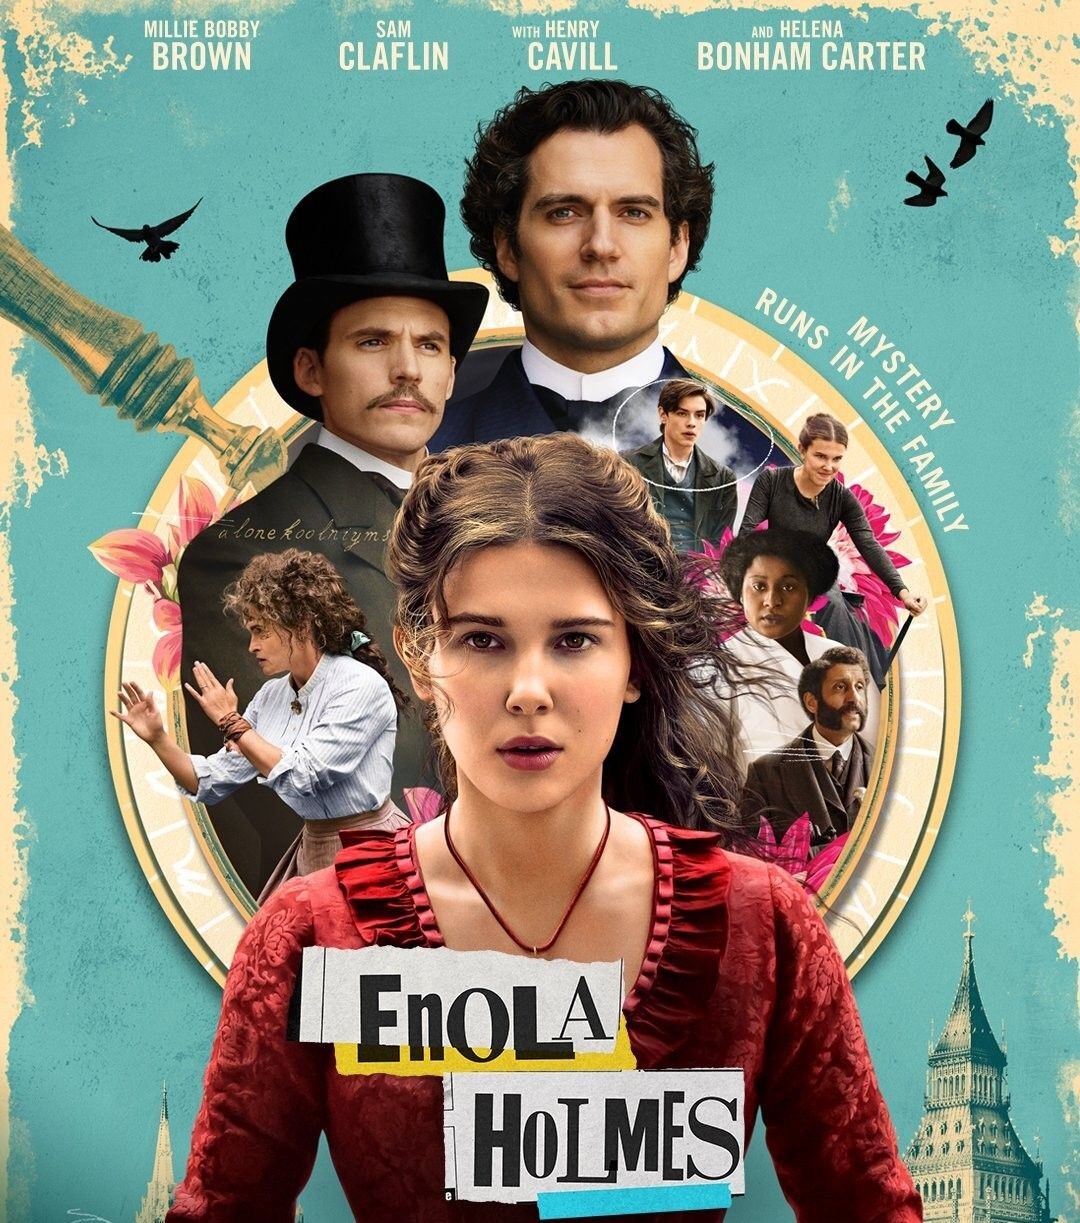 MILLIE BOBBY
BROWN
SAM
CLAFLIN
WITH HENRY
CAVILL
AND HELENA
BONHAM CARTER
MYSTERY
RUNS IN THE FAMILY
alonekoolniyms
ENOLA
HOLMES